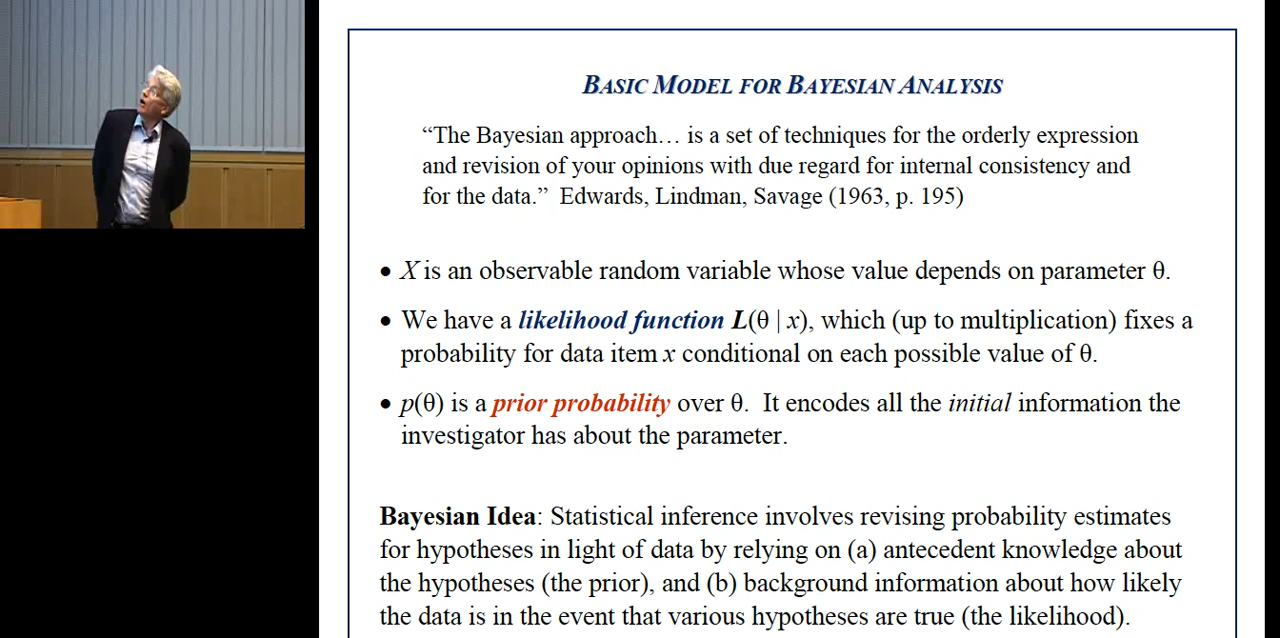 BASIC MODEL FOR BAYESIAN ANALYSIS
“The Bayesian approach… is a set of techniques for the orderly expression
and revision of your opinions with due regard for internal consistency and
for the data.” Edwards, Lindman, Savage (1963, p. 195)
• X is an observable random variable whose value depends on parameter θ.
• We have a likelihood function L(θ | x), which (up to multiplication) fixes a
probability for data item x conditional on each possible value of θ.
• p(θ) is a prior probability over θ. It encodes all the initial information the
investigator has about the parameter.
Bayesian Idea: Statistical inference involves revising probability estimates
for hypotheses in light of data by relying on (a) antecedent knowledge about
the hypotheses (the prior), and (b) background information about how likely
the data is in the event that various hypotheses are true (the likelihood).